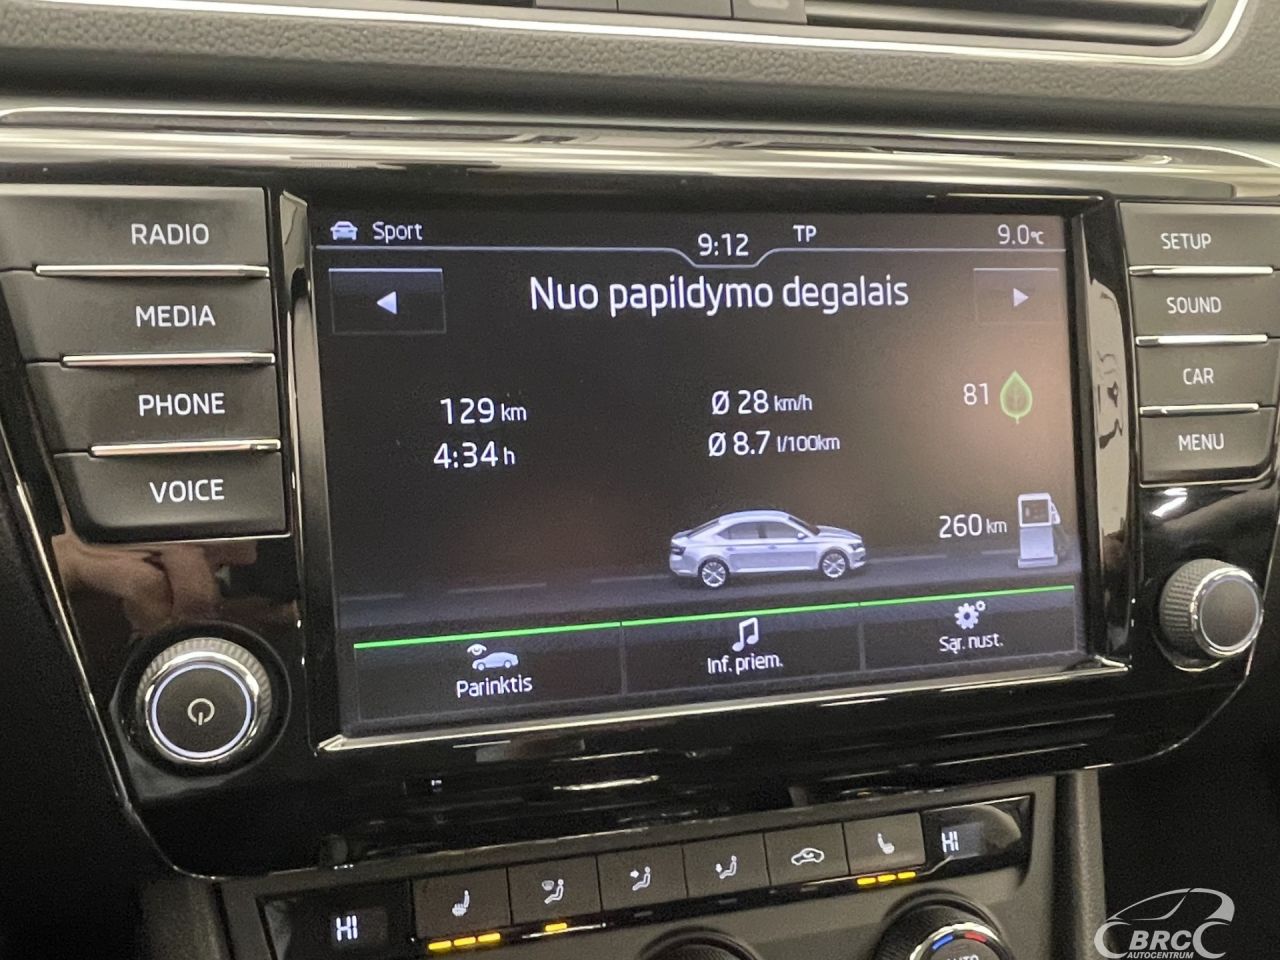 RADIO
MEDIA
PHONE
VOICE
Sport
9:12
TP
9.0°C
Nuo papildymo degalais
129 km
4:34 h
Ø 28 km/h
Ø 8.7 l/100km
81
260 km
Parinktis
Inf. priem.
Sąr. nust.
SETUP
SOUND
CAR
MENU
HI
HI
AUTO
BRC
AUTOCENTRUM